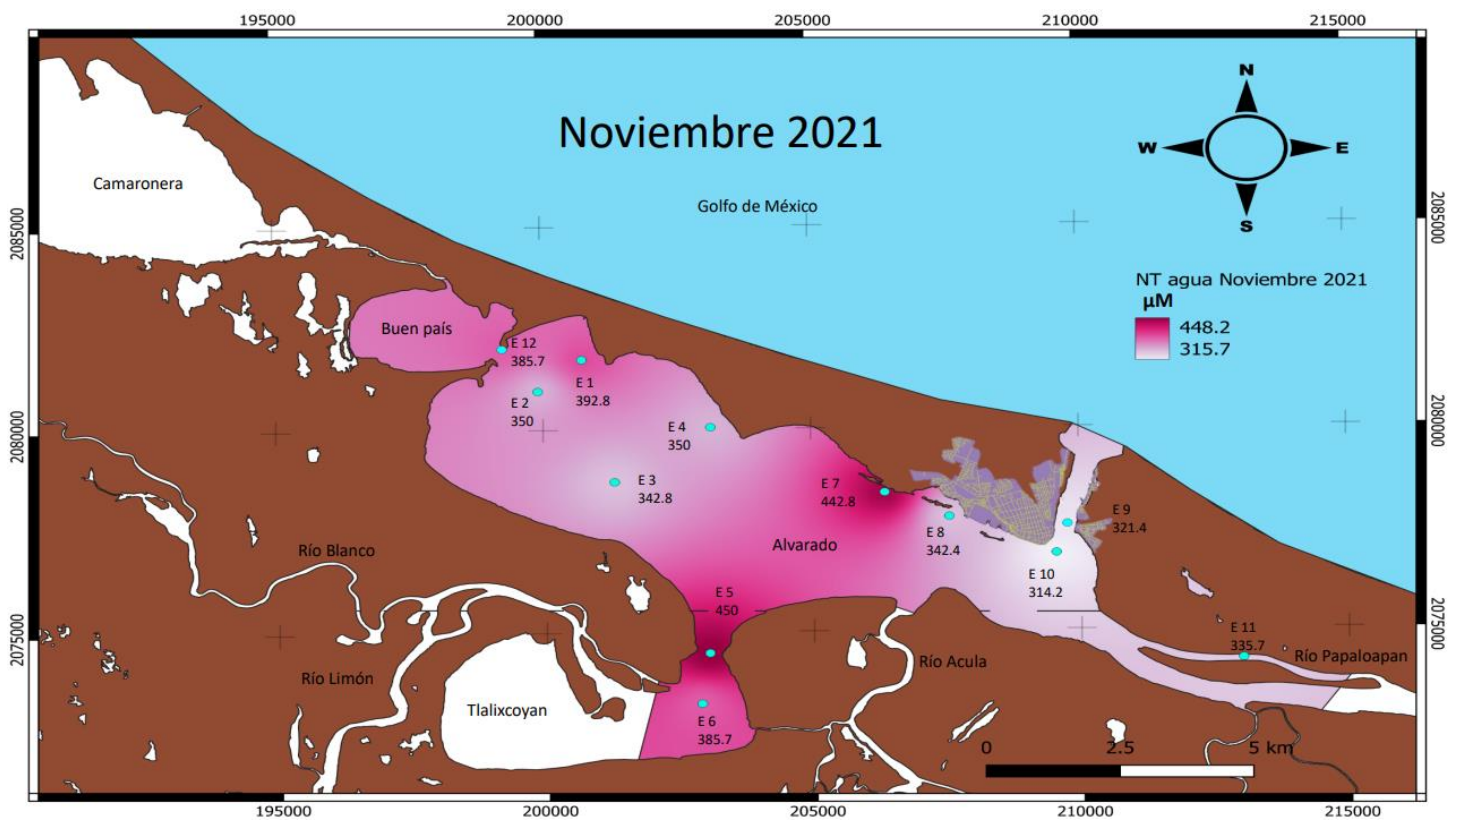 195000
200000
205000
210000
215000
Noviembre 2021
N
W
E
S
Camaronera
Golfo de México
2085000
2085000
NT agua Noviembre 2021
µM
448.2
315.7
Buen país
E 12
385.7
E 1
392.8
E 2
350
E 4
350
2080000
2080000
E 3
342.8
E 7
442.8
E 8
342.4
E 9
321.4
Alvarado
Río Blanco
E 10
314.2
E 5
450
2075000
2075000
E 11
335.7
Río Papaloapan
Río Acula
Río Limón
Tlalixcoyan
E 6
385.7
0
2.5
5 km
195000
200000
205000
210000
215000